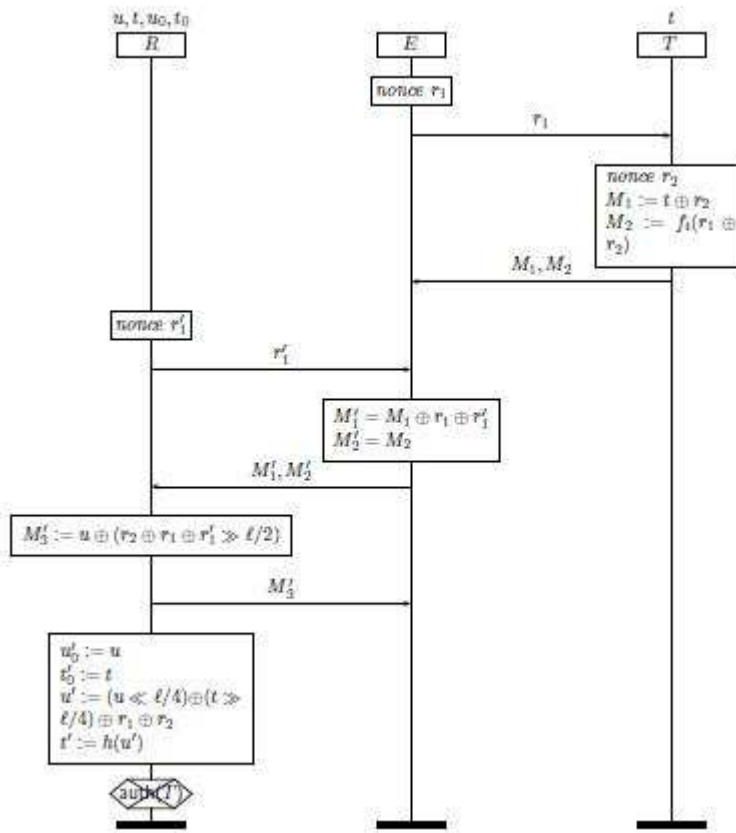 u, t, u₀, t₀
t
R
E
T
nonce r₁
r₁
nonce r₂
M₁ := t ⊕ r₂
M₂ := fₜ(r₁ ⊕
r₂)
M₁, M₂
nonce r′₁
r′₁
M′₁ = M₁ ⊕ r₁ ⊕ r′₁
M′₂ = M₂
M′₁, M′₂
M′₃ := u ⊕ (r₂ ⊕ r₁ ⊕ r′₁ ≫ ℓ/2)
M′₃
u′₀ := u
t′₀ := t
u′ := (u ≪ ℓ/4)⊕(t ≫
ℓ/4) ⊕ r₁ ⊕ r₂
t′ := h(u′)
auth(T)